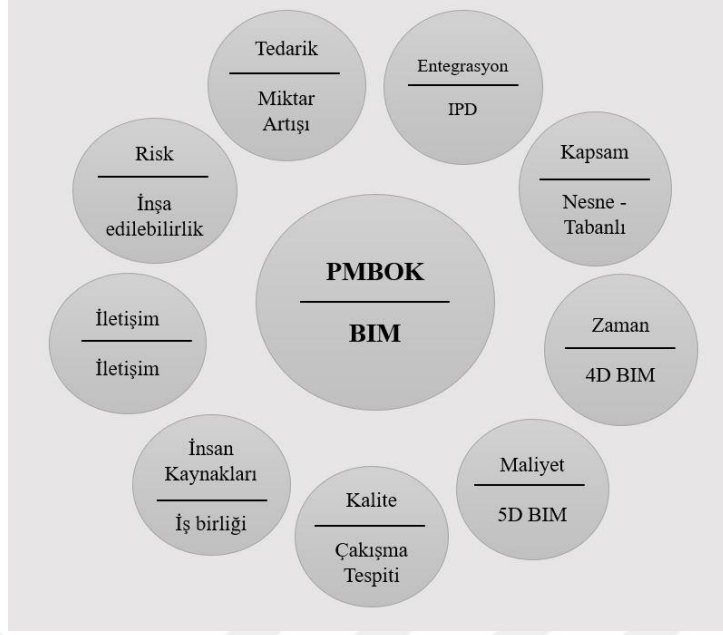 PMBOK
BIM
Entegrasyon
IPD
Kapsam
Nesne -
Tabanlı
Zaman
4D BIM
Maliyet
5D BIM
Kalite
Çakışma
Tespiti
İnsan
Kaynakları
İş birliği
İletişim
İletişim
Risk
İnşa
edilebilirlik
Tedarik
Miktar
Artışı